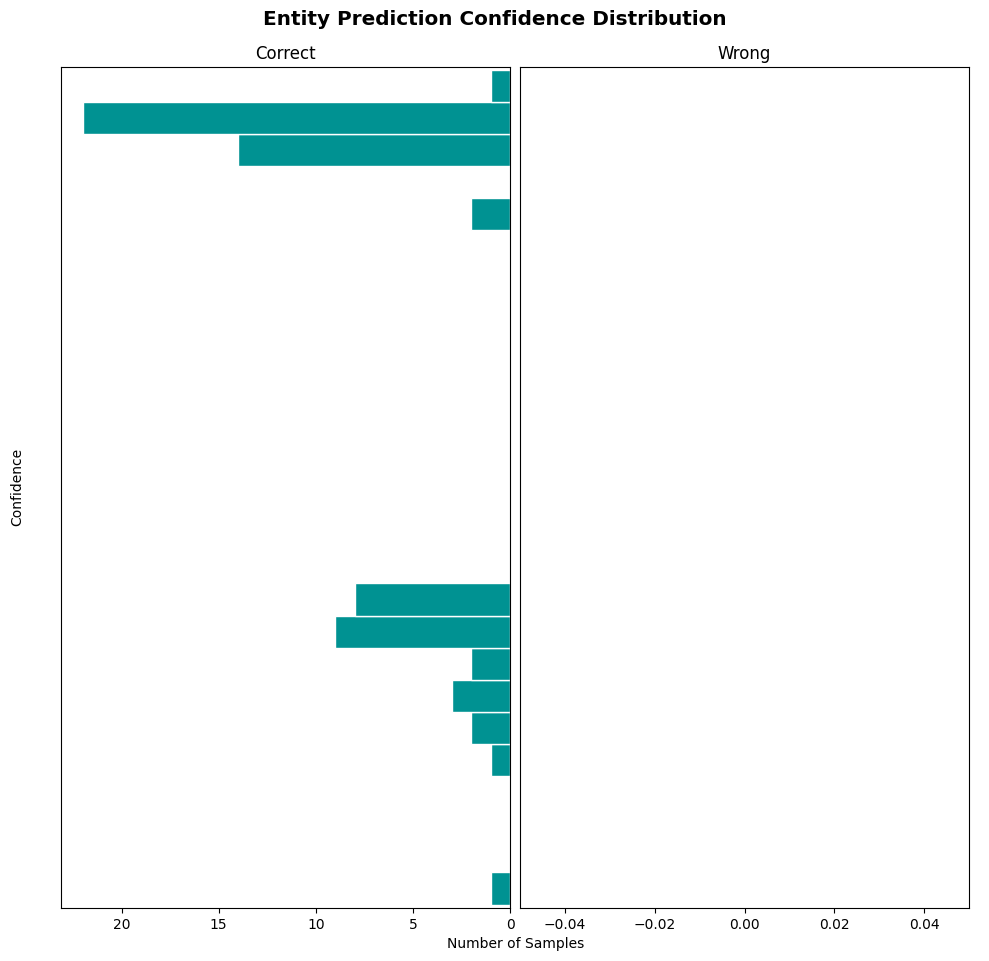 Entity Prediction Confidence Distribution
Correct
Wrong
Confidence
20 15 10 5 0
−0.04 −0.02 0.00 0.02 0.04
Number of Samples